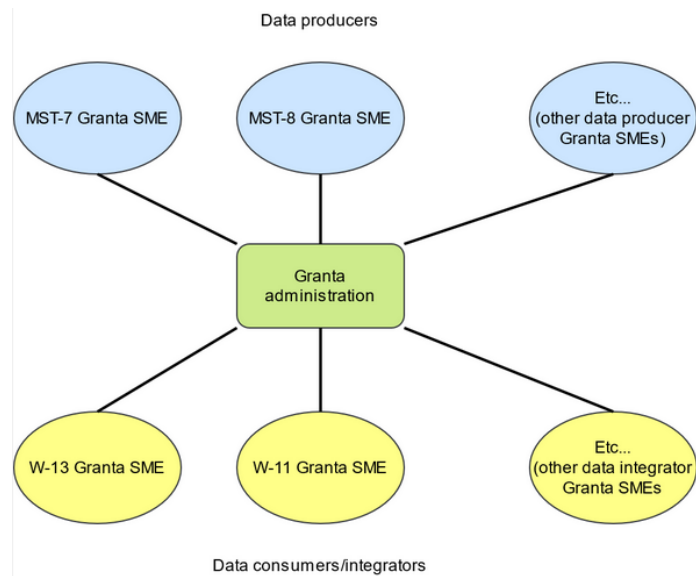 Data producers
MST-7 Granta SME
MST-8 Granta SME
Etc...
(other data producer
Granta SMEs)
Granta
administration
W-13 Granta SME
W-11 Granta SME
Etc...
(other data integrator
Granta SMEs
Data consumers/integrators